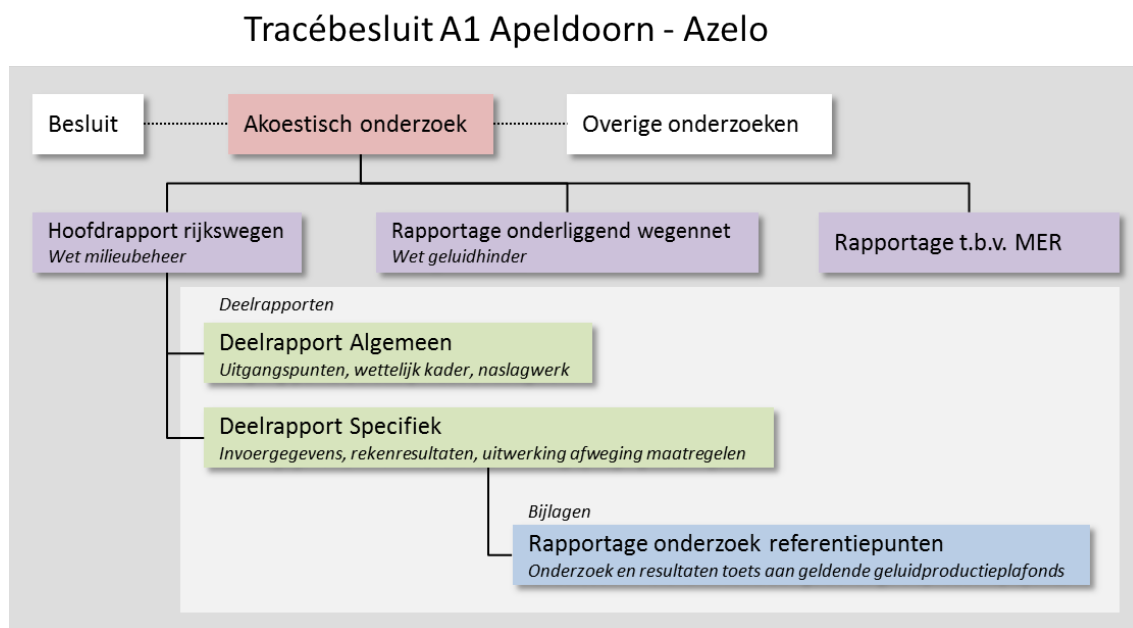 Tracébesluit A1 Apeldoorn - Azelo
Besluit
Akoestisch onderzoek
Overige onderzoeken
Hoofdrapport rijkswegen
Wet milieubeheer
Rapportage onderliggend wegennet
Wet geluidhinder
Rapportage t.b.v. MER
Deelrapporten
Deelrapport Algemeen
Uitgangspunten, wettelijk kader, naslagwerk
Deelrapport Specifiek
Invoergegevens, rekenresultaten, uitwerking afweging maatregelen
Bijlagen
Rapportage onderzoek referentiepunten
Onderzoek en resultaten toets aan geldende geluidproductieplafonds